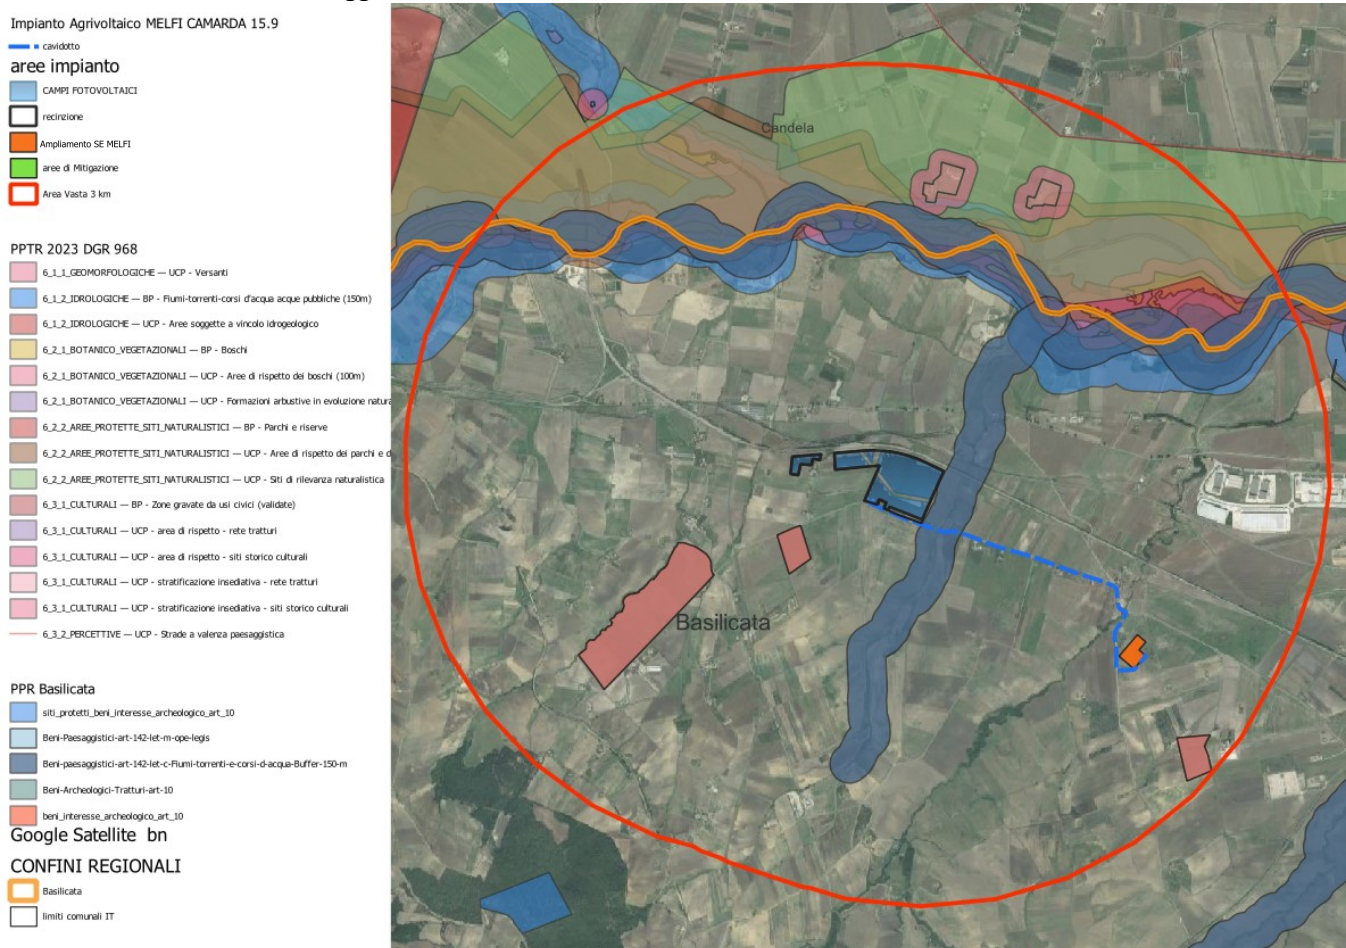 Impianto Agrivoltaico MELFI CAMARDA 15.9
cavidotto
aree impianto
CAMPI FOTOVOLTAICI
recinzione
Ampliamento SE MELFI
aree di Mitigazione
Area Vasta 3 km
PPTR 2023 DGR 968
6_1_1_GEOMORFOLOGICHE — UCP - Versanti
6_1_2_IDROLOGICHE — BP - Fiumi-torrenti-corsi d'acqua acque pubbliche (150m)
6_1_2_IDROLOGICHE — UCP - Aree soggette a vincolo idrogeologico
6_2_1_BOTANICO_VEGETAZIONALI — BP - Boschi
6_2_1_BOTANICO_VEGETAZIONALI — UCP - Aree di rispetto dei boschi (100m)
6_2_1_BOTANICO_VEGETAZIONALI — UCP - Formazioni arbustive in evoluzione natura
6_2_2_AREE_PROTETTE_SITI_NATURALISTICI — BP - Parchi e riserve
6_2_2_AREE_PROTETTE_SITI_NATURALISTICI — UCP - Aree di rispetto dei parchi e d
6_2_2_AREE_PROTETTE_SITI_NATURALISTICI — UCP - Siti di rilevanza naturalistica
6_3_1_CULTURALI — BP - Zone gravate da usi civici (validate)
6_3_1_CULTURALI — UCP - area di rispetto - rete tratturi
6_3_1_CULTURALI — UCP - area di rispetto - siti storico culturali
6_3_1_CULTURALI — UCP - stratificazione insediativa - rete tratturi
6_3_1_CULTURALI — UCP - stratificazione insediativa - siti storico culturali
6_3_2_PERCETTIVE — UCP - Strade a valenza paesaggistica
PPR Basilicata
siti_protetti_beni_interesse_archeologico_art_10
Beni-Paesaggistici-art-142-let-m-ope-legis
Beni-paesaggistici-art-142-let-c-Fiumi-torrenti-e-corsi-d-acqua-Buffer-150-m
Beni-Archeologici-Tratturi-art-10
beni_interesse_archeologico_art_10
Google Satellite bn
CONFINI REGIONALI
Basilicata
limiti comunali IT
Candela
Basilicata